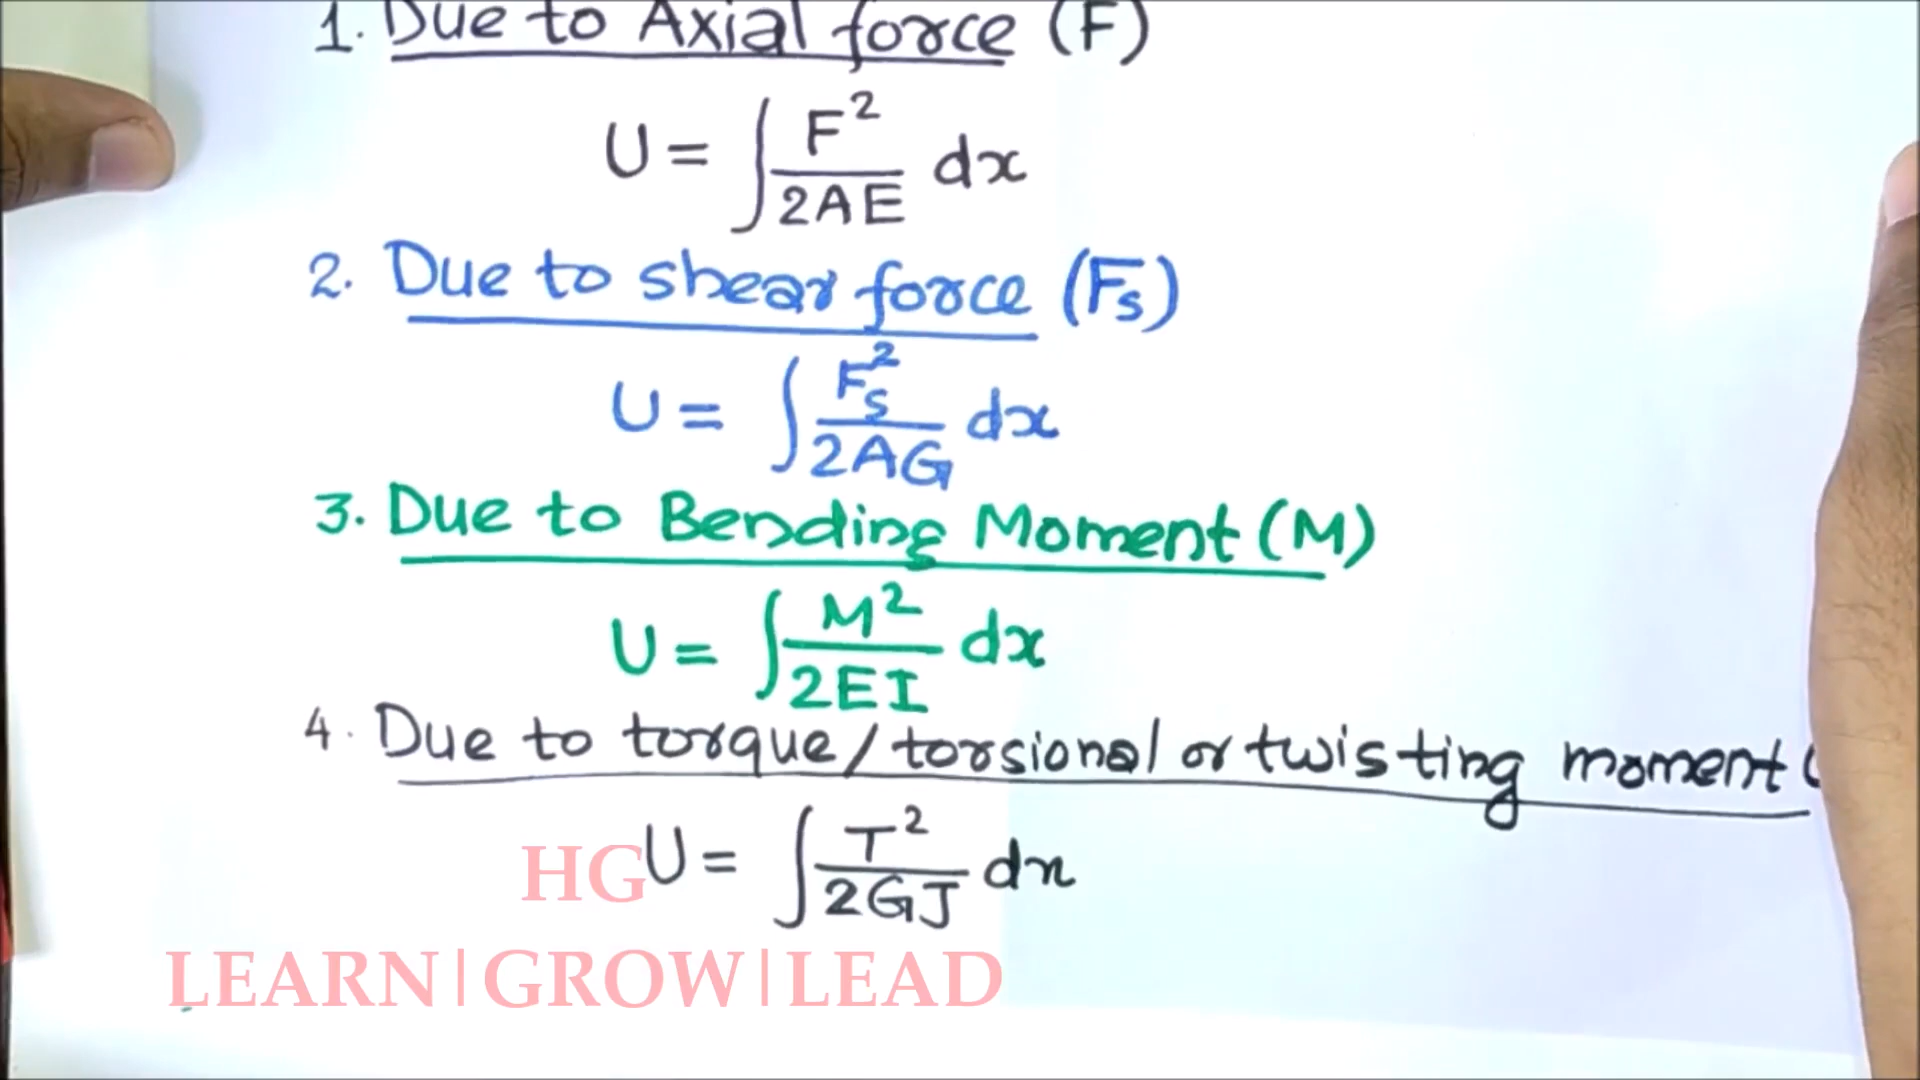 1. Due to Axial force (F)
U = ∫ F² / 2AE dx
2. Due to shear force (Fs)
U = ∫ Fs² / 2AG dx
3. Due to Bending Moment (M)
U = ∫ M² / 2EI dx
4. Due to torque/torsional or twisting moment (
U = ∫ T² / 2GJ dx
HG
LEARN|GROW|LEAD